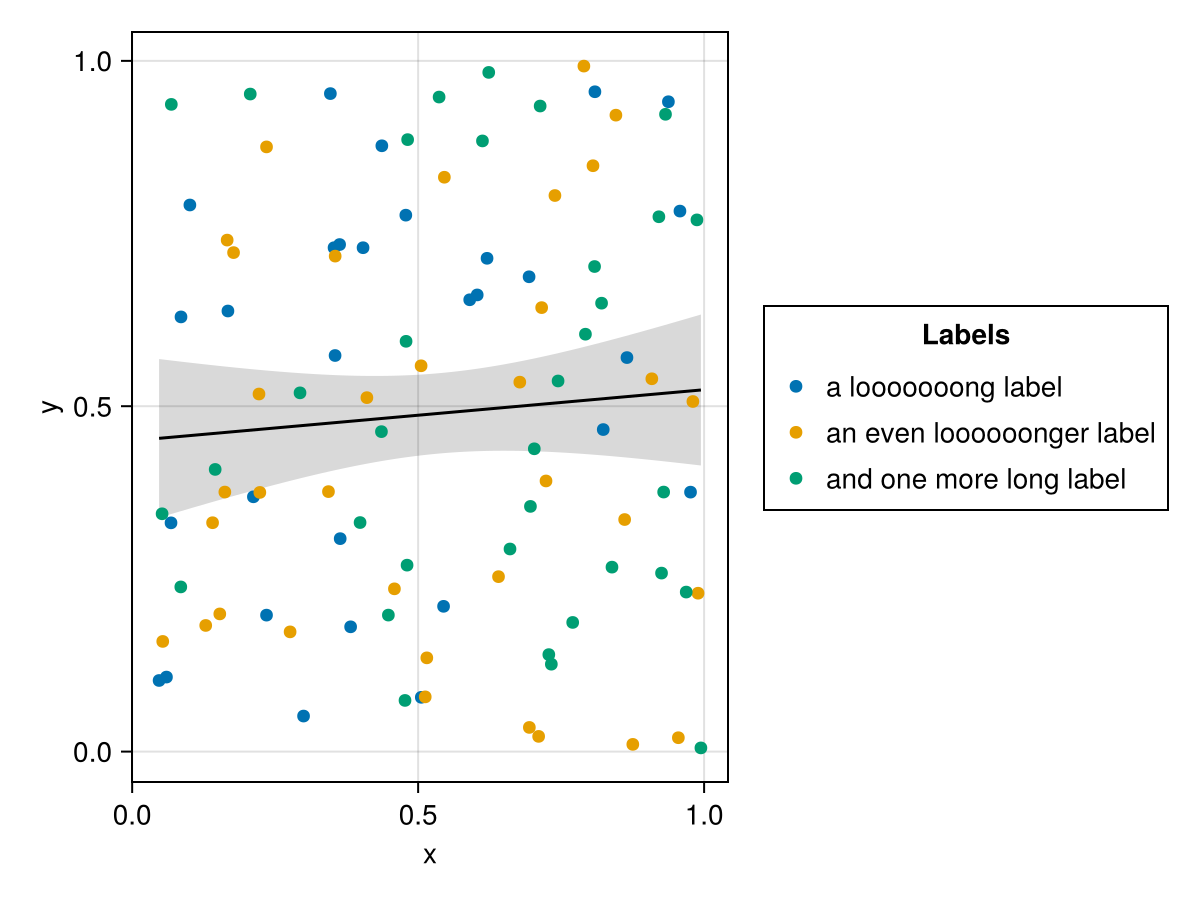 1.0
0.5
0.0
y
0.0 0.5 1.0
x
Labels
a looooooong label
an even loooooonger label
and one more long label